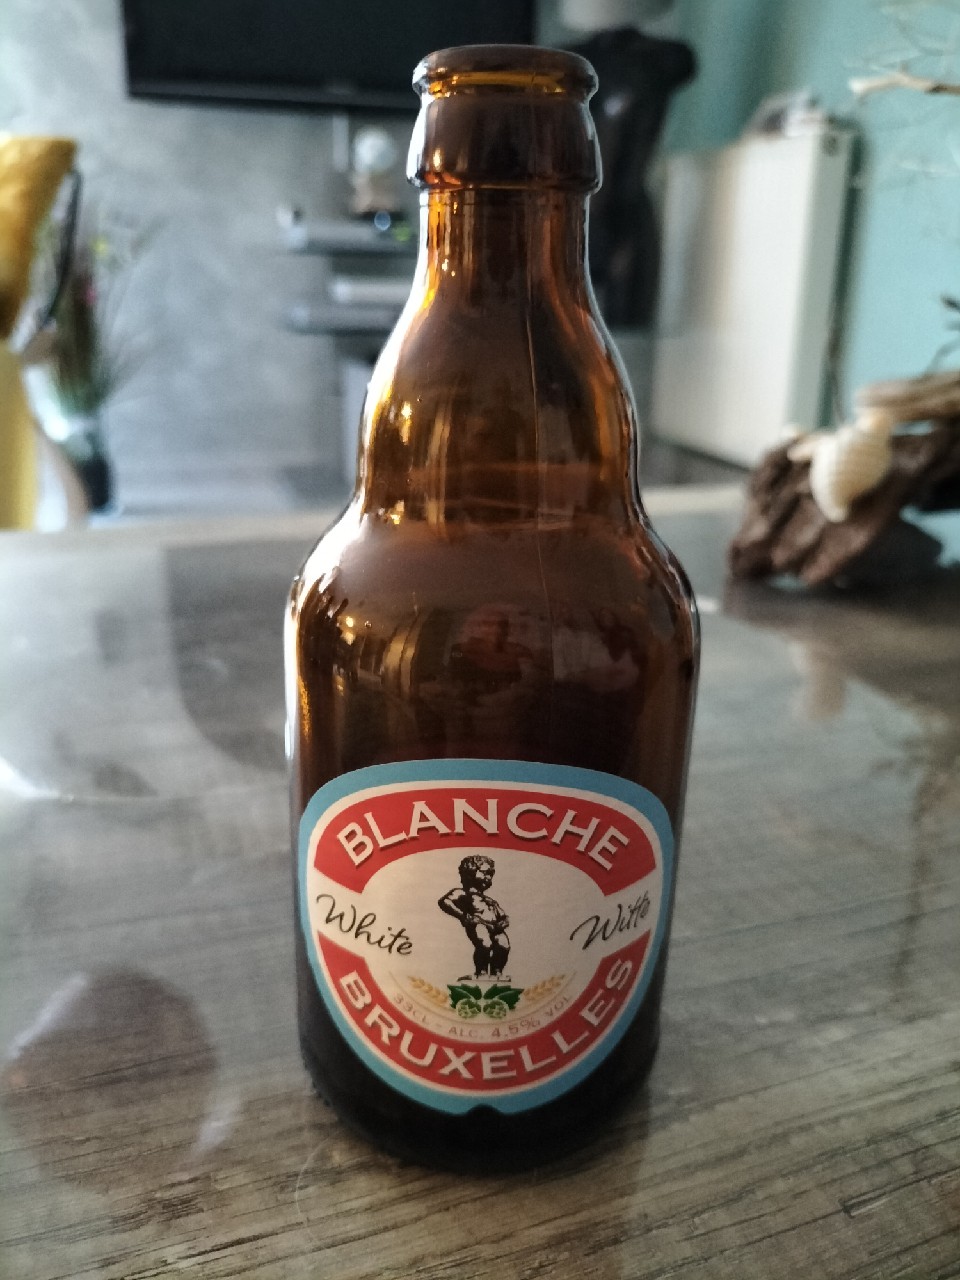 BLANCHE
White
Witte
33CL - ALC. 4.5% VOL
BRUXELLES